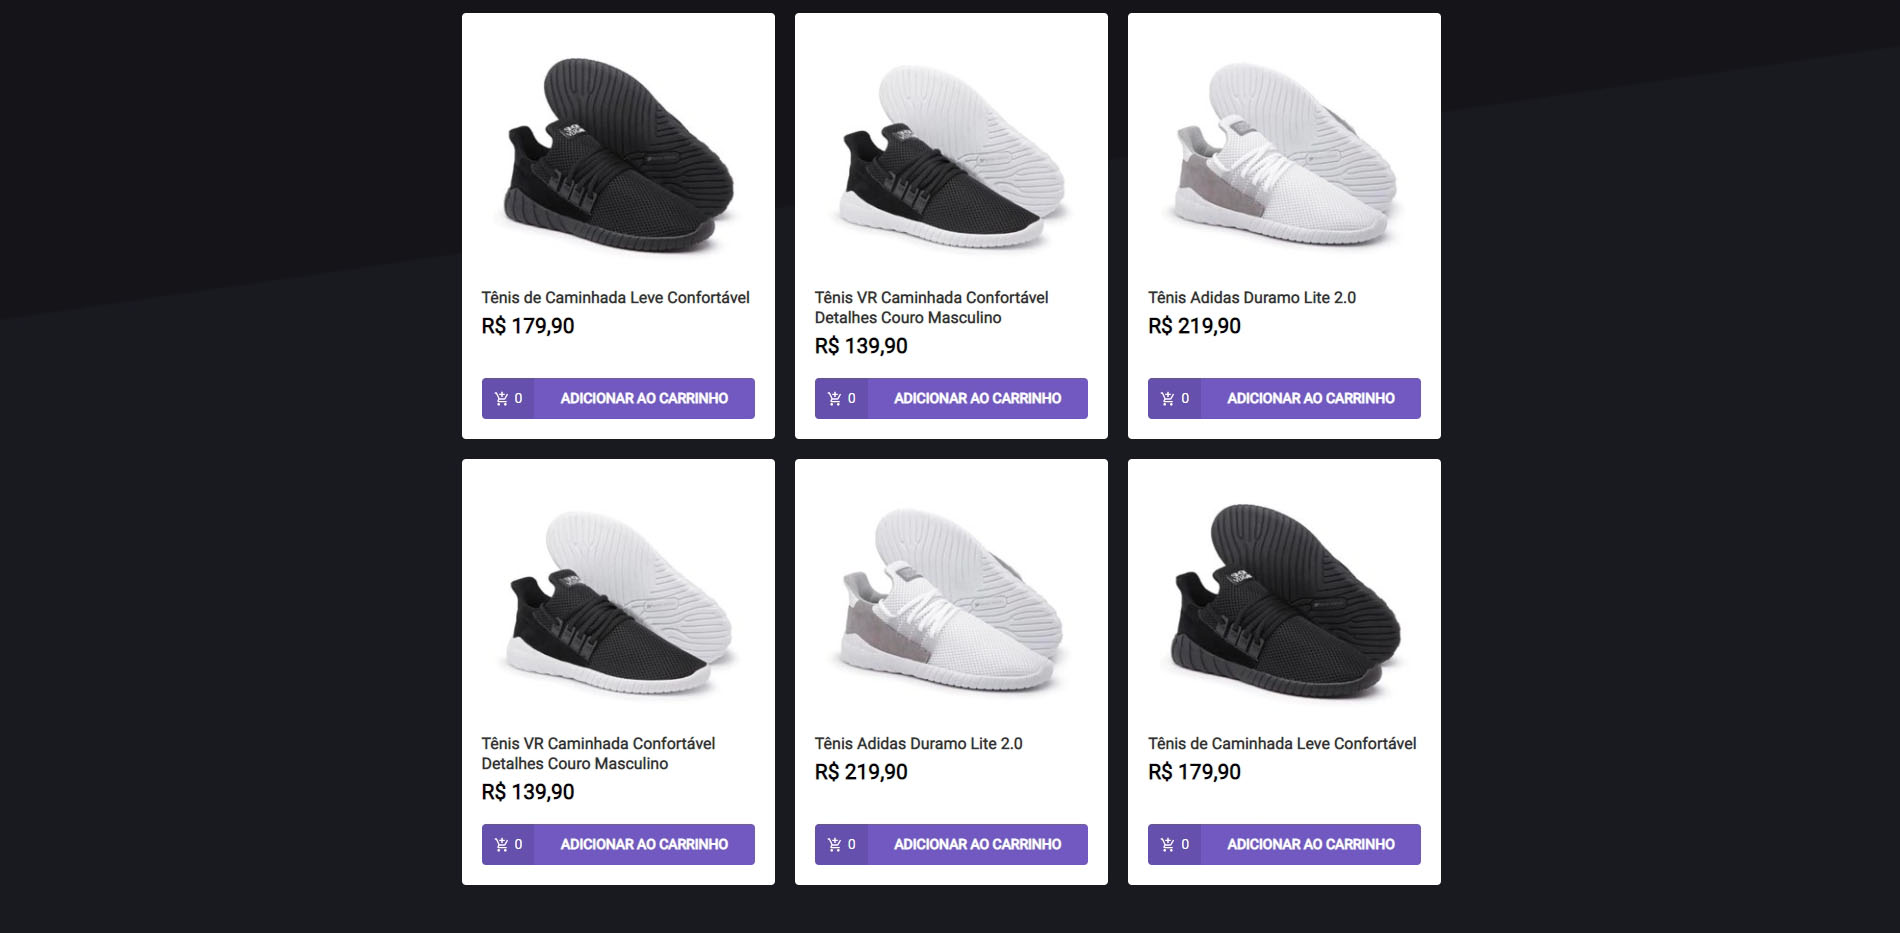 Tênis de Caminhada Leve Confortável
R$ 179,90
0 ADICIONAR AO CARRINHO
Tênis VR Caminhada Confortável
Detalhes Couro Masculino
R$ 139,90
0 ADICIONAR AO CARRINHO
Tênis Adidas Duramo Lite 2.0
R$ 219,90
0 ADICIONAR AO CARRINHO
Tênis VR Caminhada Confortável
Detalhes Couro Masculino
R$ 139,90
0 ADICIONAR AO CARRINHO
Tênis Adidas Duramo Lite 2.0
R$ 219,90
0 ADICIONAR AO CARRINHO
Tênis de Caminhada Leve Confortável
R$ 179,90
0 ADICIONAR AO CARRINHO